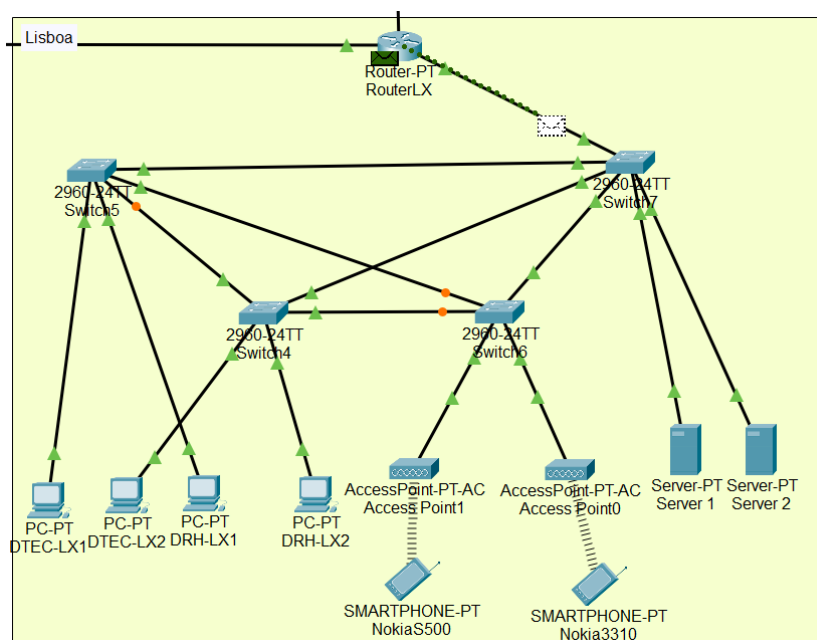 Lisboa
Router-PT
RouterLX
2960-24TT
Switch5
2960-24TT
Switch7
2960-24TT
Switch4
2960-24TT
Switch6
PC-PT
DTEC-LX1
PC-PT
DTEC-LX2
PC-PT
DRH-LX1
PC-PT
DRH-LX2
AccessPoint-PT-AC
Access Point1
AccessPoint-PT-AC
Access Point0
Server-PT
Server 1
Server-PT
Server 2
SMARTPHONE-PT
NokiaS500
SMARTPHONE-PT
Nokia3310